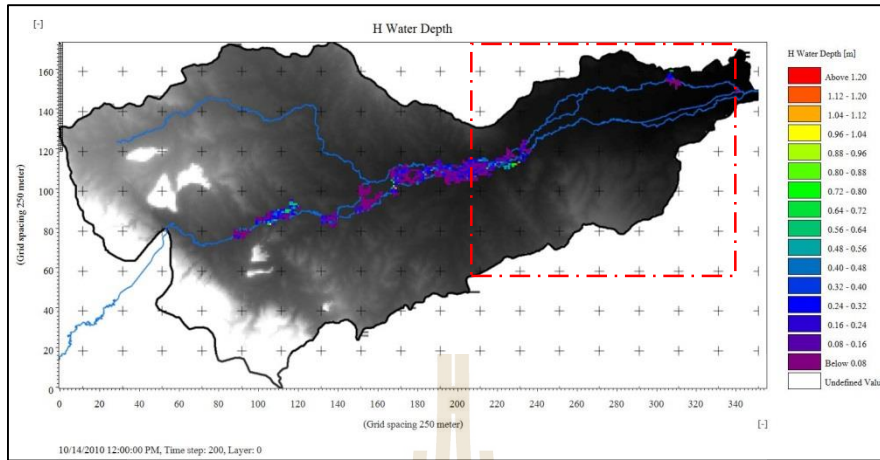 [-]
H Water Depth
160
140
120
100
80
60
40
20
0
(Grid spacing 250 meter)
0 20 40 60 80 100 120 140 160 180 200 220 240 260 280 300 320 340
(Grid spacing 250 meter)
[-]
10/14/2010 12:00:00 PM, Time step: 200, Layer: 0
H Water Depth [m]
Above 1.20
1.12 - 1.20
1.04 - 1.12
0.96 - 1.04
0.88 - 0.96
0.80 - 0.88
0.72 - 0.80
0.64 - 0.72
0.56 - 0.64
0.48 - 0.56
0.40 - 0.48
0.32 - 0.40
0.24 - 0.32
0.16 - 0.24
0.08 - 0.16
Below 0.08
Undefined Valu